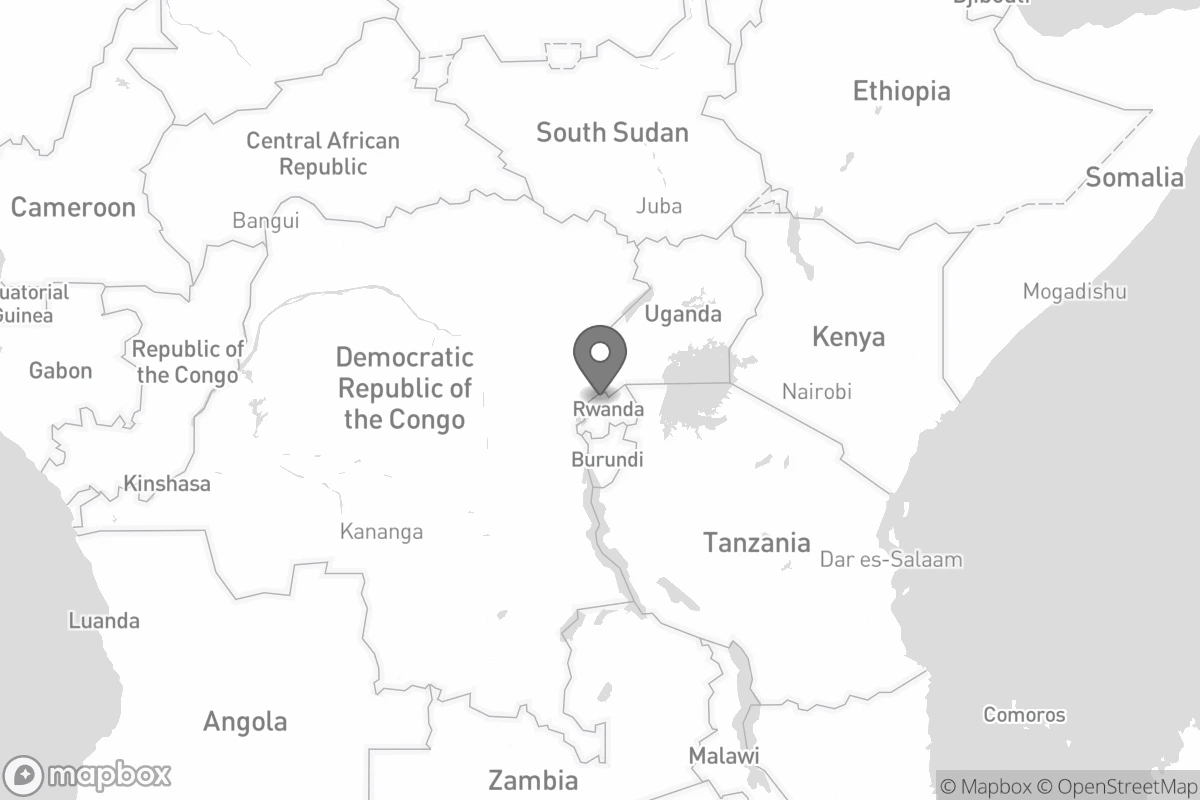 Djibouti
Ethiopia
South Sudan
Central African
Republic
Somalia
Cameroon
Juba
Bangui
uatorial
Guinea
Mogadishu
Uganda
Kenya
Republic of
the Congo
Democratic
Republic of
the Congo
Gabon
Nairobi
Rwanda
Burundi
Kinshasa
Kananga
Tanzania
Dar es-Salaam
Luanda
Angola
Comoros
Malawi
Zambia
mapbox
© Mapbox © OpenStreetMap